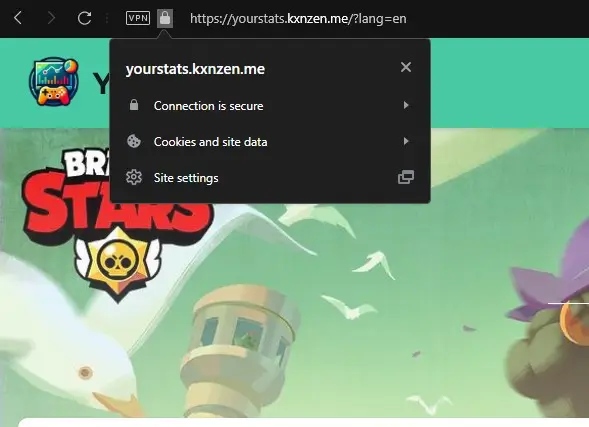 VPN
https://yourstats.kxnzen.me/?lang=en
yourstats.kxnzen.me
Connection is secure
Cookies and site data
Site settings
Y
BRA
STARS